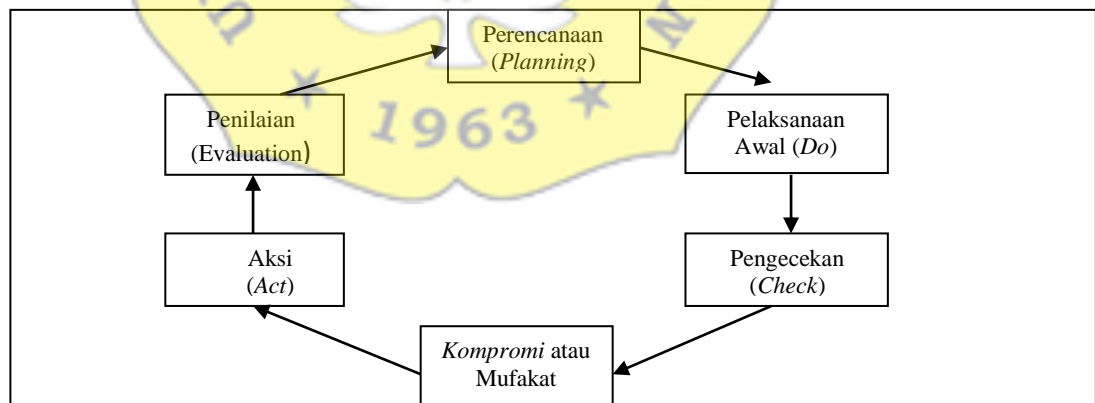 Perencanaan
(Planning)
Pelaksanaan
Awal (Do)
Pengecekan
(Check)
Kompromi atau
Mufakat
Aksi
(Act)
Penilaian
(Evaluation)
U
N
★ 1963 ★